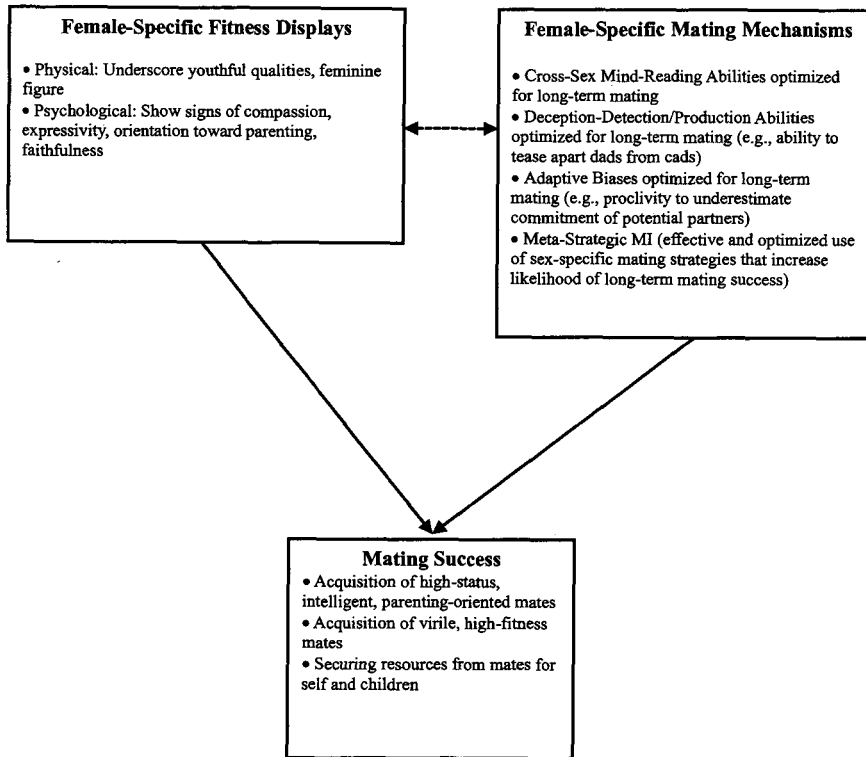 Female-Specific Fitness Displays
• Physical: Underscore youthful qualities, feminine
figure
• Psychological: Show signs of compassion,
expressivity, orientation toward parenting,
faithfulness
Female-Specific Mating Mechanisms
• Cross-Sex Mind-Reading Abilities optimized
for long-term mating
• Deception-Detection/Production Abilities
optimized for long-term mating (e.g., ability to
tease apart dads from cads)
• Adaptive Biases optimized for long-term
mating (e.g., proclivity to underestimate
commitment of potential partners)
• Meta-Strategic MI (effective and optimized use
of sex-specific mating strategies that increase
likelihood of long-term mating success)
Mating Success
• Acquisition of high-status,
intelligent, parenting-oriented mates
• Acquisition of virile, high-fitness
mates
• Securing resources from mates for
self and children